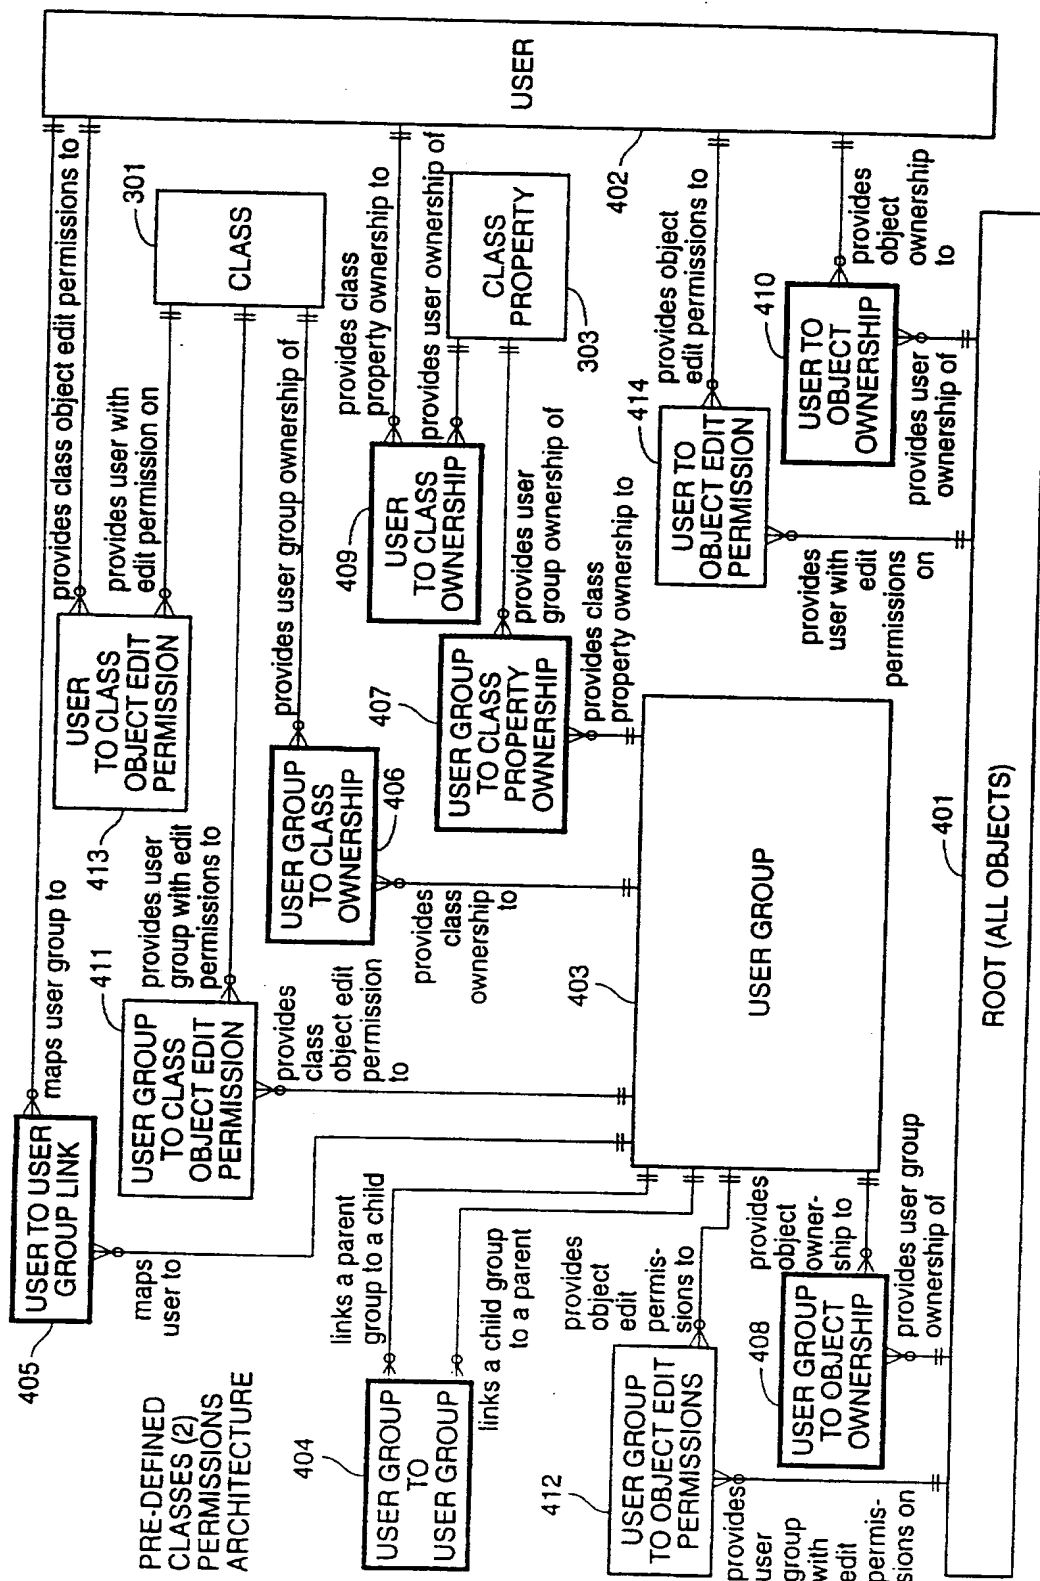 PRE-DEFINED
CLASSES (2)
PERMISSIONS
ARCHITECTURE
405
USER TO USER
GROUP LINK
maps user group to
maps
user to
provides class object edit permissions to
413
USER
TO CLASS
OBJECT EDIT
PERMISSION
provides user with
edit permission on
301
CLASS
411
USER GROUP
TO CLASS
OBJECT EDIT
PERMISSION
provides user
group with edit
permissions to
provides
class
object edit
permission
to
provides user group ownership of
USER GROUP
TO CLASS
OWNERSHIP
406
provides
class
ownership
to
409
USER
TO CLASS
OWNERSHIP
provides class
property ownership to
provides user ownership of
CLASS
PROPERTY
303
407
USER GROUP
TO CLASS
PROPERTY
OWNERSHIP
provides user
group ownership of
provides class
property ownership to
USER
402
404
USER GROUP
TO
USER GROUP
links a parent
group to a child
links a child group
to a parent
403
USER GROUP
412
USER GROUP
TO OBJECT EDIT
PERMISSIONS
provides
object
edit
permis-
sions to
provides
user
group
with
edit
permis-
sions on
408
USER GROUP
TO OBJECT
OWNERSHIP
provides
object
owner-
ship to
provides user group
ownership of
414
USER TO
OBJECT EDIT
PERMISSION
provides object
edit permissions to
provides
user with
edit
permissions
on
410
USER TO
OBJECT
OWNERSHIP
provides
object
ownership
to
provides user
ownership of
401
ROOT (ALL OBJECTS)